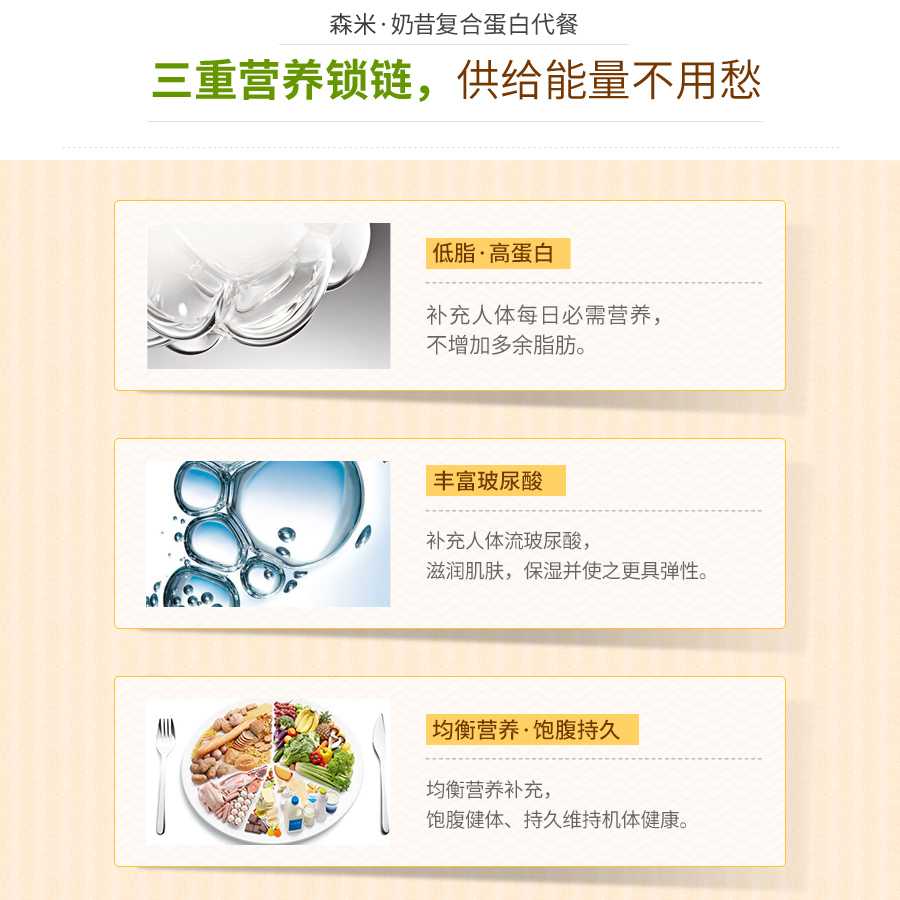 森米·奶昔复合蛋白代餐
三重营养锁链，供给能量不用愁
低脂·高蛋白
补充人体每日必需营养，
不增加多余脂肪。
丰富玻尿酸
补充人体流玻尿酸，
滋润肌肤，保湿并使之更具弹性。
均衡营养·饱腹持久
均衡营养补充，
饱腹健体、持久维持机体健康。